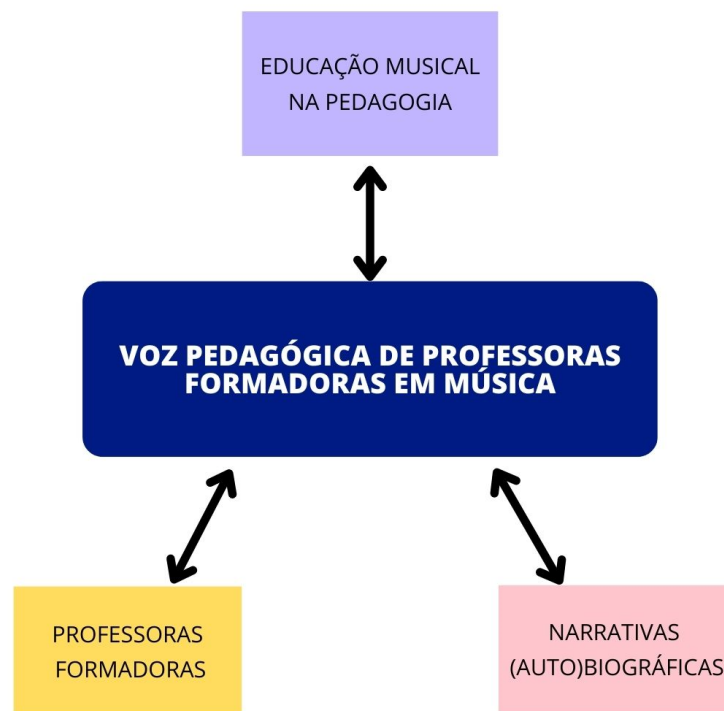 EDUCAÇÃO MUSICAL
NA PEDAGOGIA
VOZ PEDAGÓGICA DE PROFESSORAS
FORMADORAS EM MÚSICA
PROFESSORAS
FORMADORAS
NARRATIVAS
(AUTO)BIOGRÁFICAS